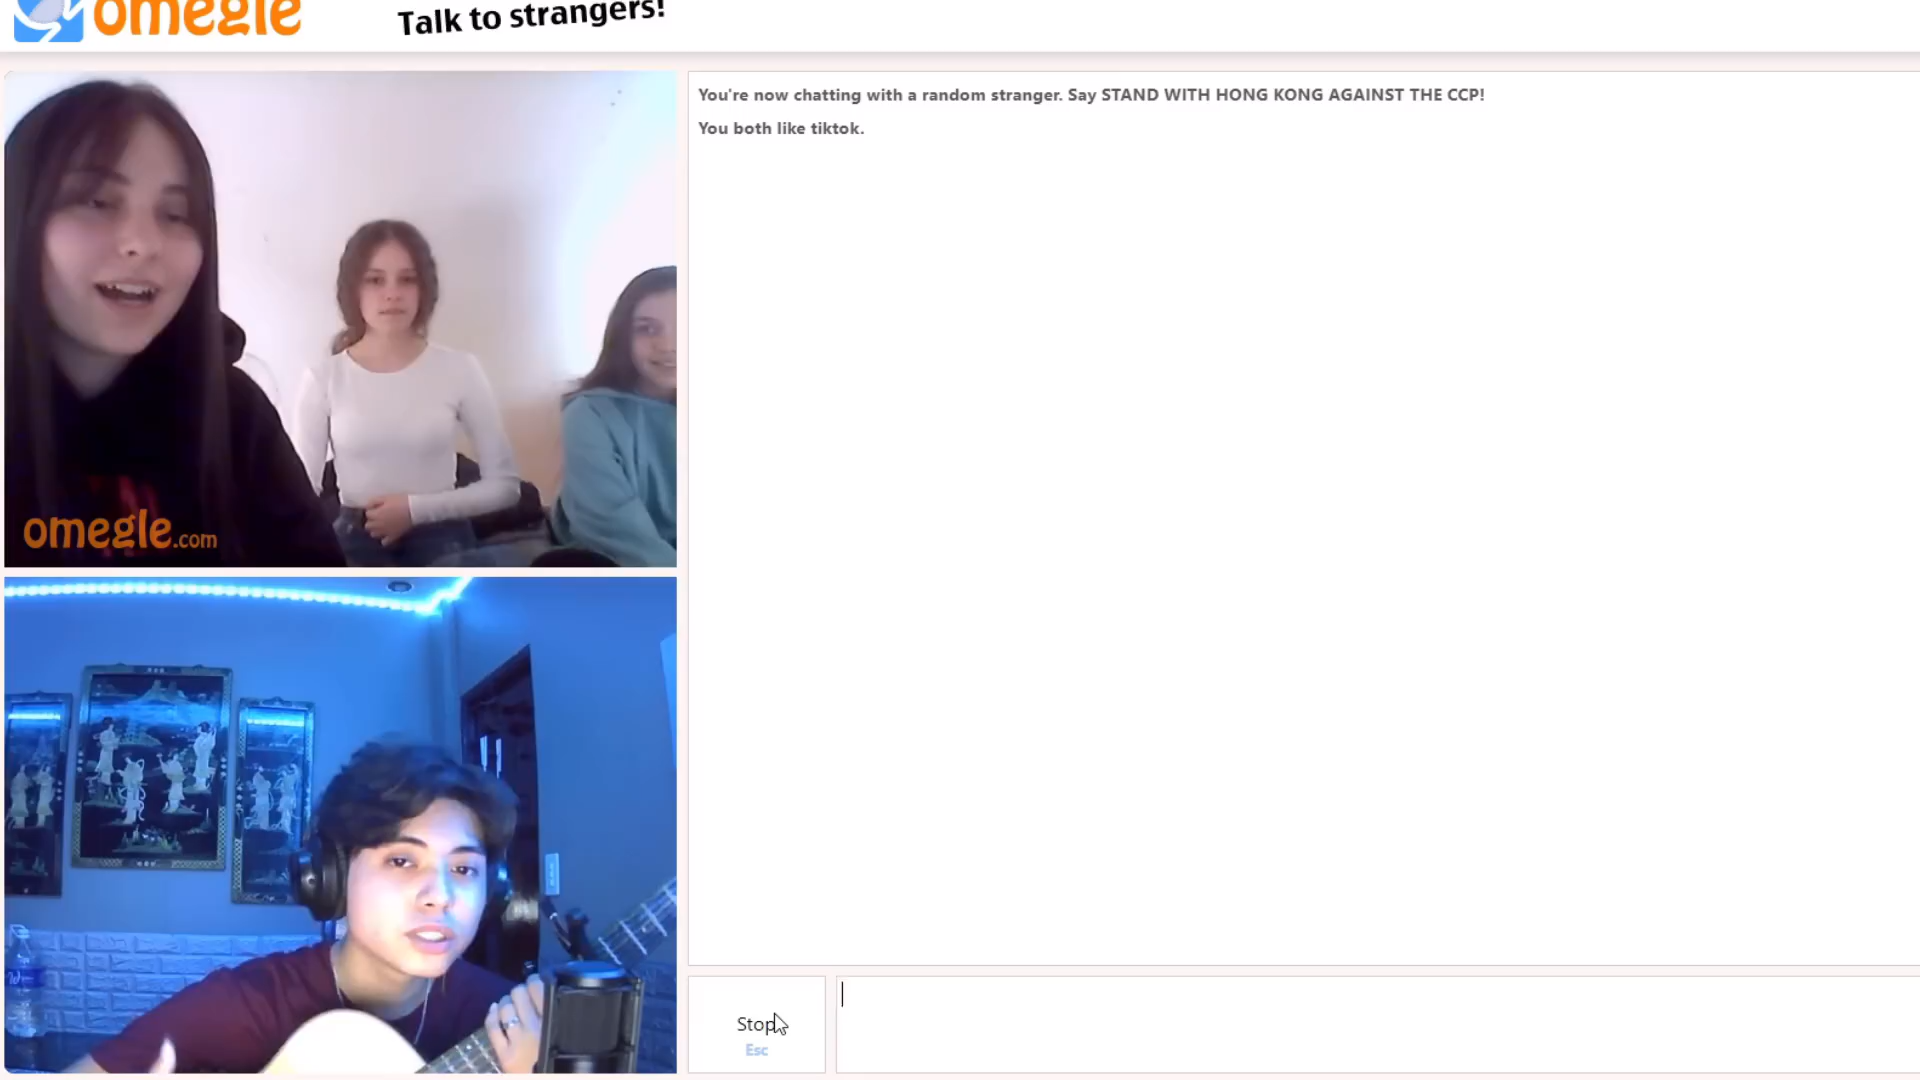 omegle
Talk to strangers!
You're now chatting with a random stranger. Say STAND WITH HONG KONG AGAINST THE CCP!
You both like tiktok.
omegle.com
Stop
Esc